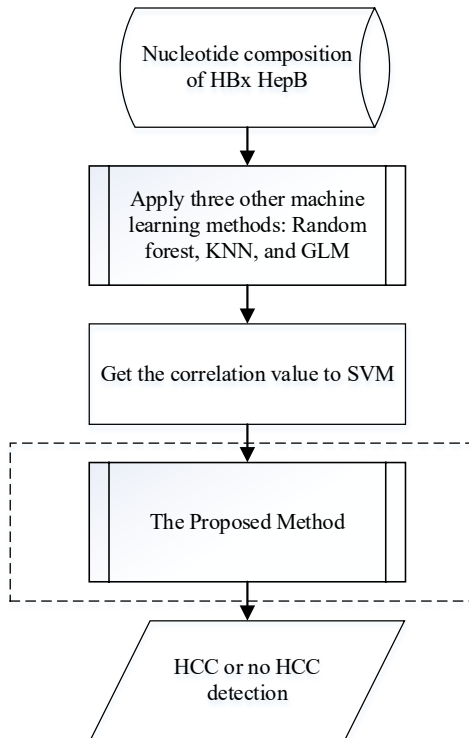 Nucleotide composition
of HBx HepB
Apply three other machine
learning methods: Random
forest, KNN, and GLM
Get the correlation value to SVM
The Proposed Method
HCC or no HCC
detection